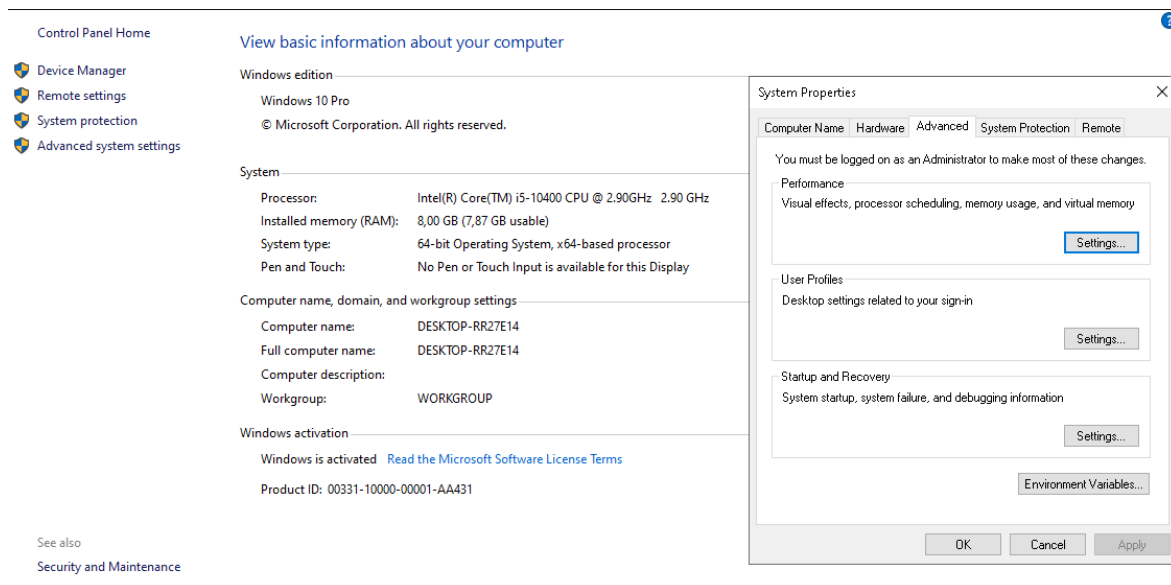 Control Panel Home
Device Manager
Remote settings
System protection
Advanced system settings
See also
Security and Maintenance
View basic information about your computer
Windows edition
Windows 10 Pro
© Microsoft Corporation. All rights reserved.
System
Processor: Intel(R) Core(TM) i5-10400 CPU @ 2.90GHz 2.90 GHz
Installed memory (RAM): 8,00 GB (7,87 GB usable)
System type: 64-bit Operating System, x64-based processor
Pen and Touch: No Pen or Touch Input is available for this Display
Computer name, domain, and workgroup settings
Computer name: DESKTOP-RR27E14
Full computer name: DESKTOP-RR27E14
Computer description:
Workgroup: WORKGROUP
Windows activation
Windows is activated Read the Microsoft Software License Terms
Product ID: 00331-10000-00001-AA431
System Properties
Computer Name Hardware Advanced System Protection Remote
You must be logged on as an Administrator to make most of these changes.
Performance
Visual effects, processor scheduling, memory usage, and virtual memory
Settings...
User Profiles
Desktop settings related to your sign-in
Settings...
Startup and Recovery
System startup, system failure, and debugging information
Settings...
Environment Variables...
OK Cancel Apply